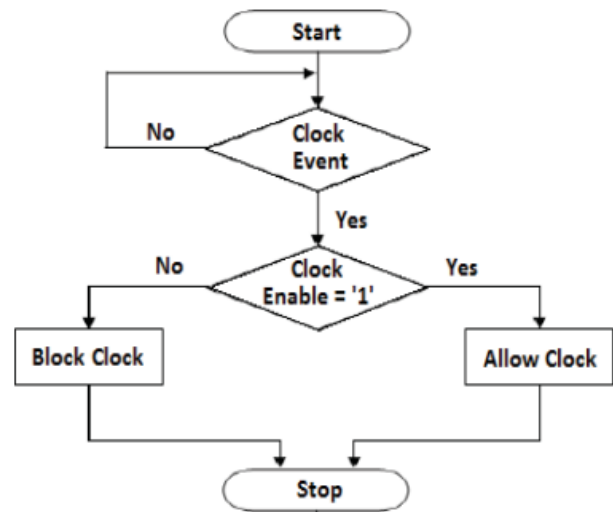 Start
No
Clock
Event
Yes
No
Clock
Enable = '1'
Yes
Block Clock
Allow Clock
Stop